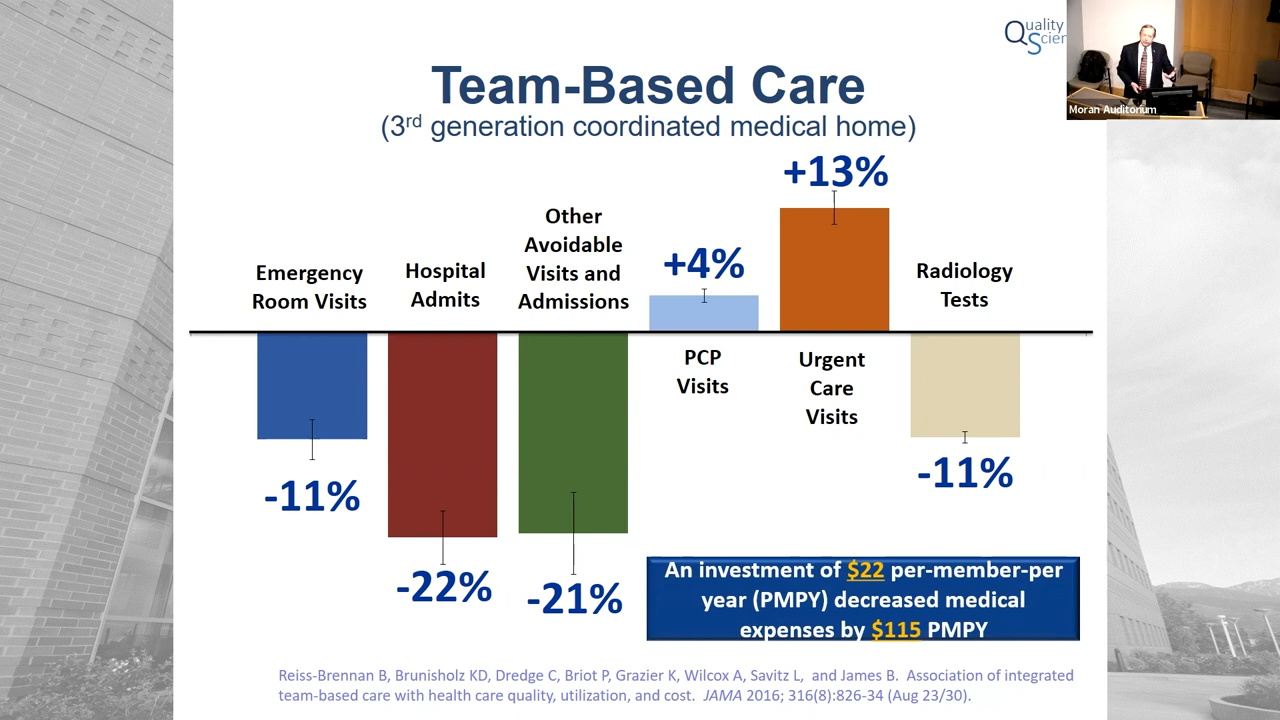 Quality
Moran Auditorium
Team-Based Care
(3rd generation coordinated medical home)
+13%
Other
Avoidable
Visits and
Admissions
Emergency
Room Visits
Hospital
Admits
+4%
Radiology
Tests
PCP
Visits
Urgent
Care
Visits
-11%
-22%
-21%
-11%
An investment of $22 per-member-per
year (PMPY) decreased medical
expenses by $115 PMPY
Reiss-Brennan B, Brunisholz KD, Dredge C, Briot P, Grazier K, Wilcox A, Savitz L, and James B. Association of integrated
team-based care with health care quality, utilization, and cost. JAMA 2016; 316(8):826-34 (Aug 23/30).